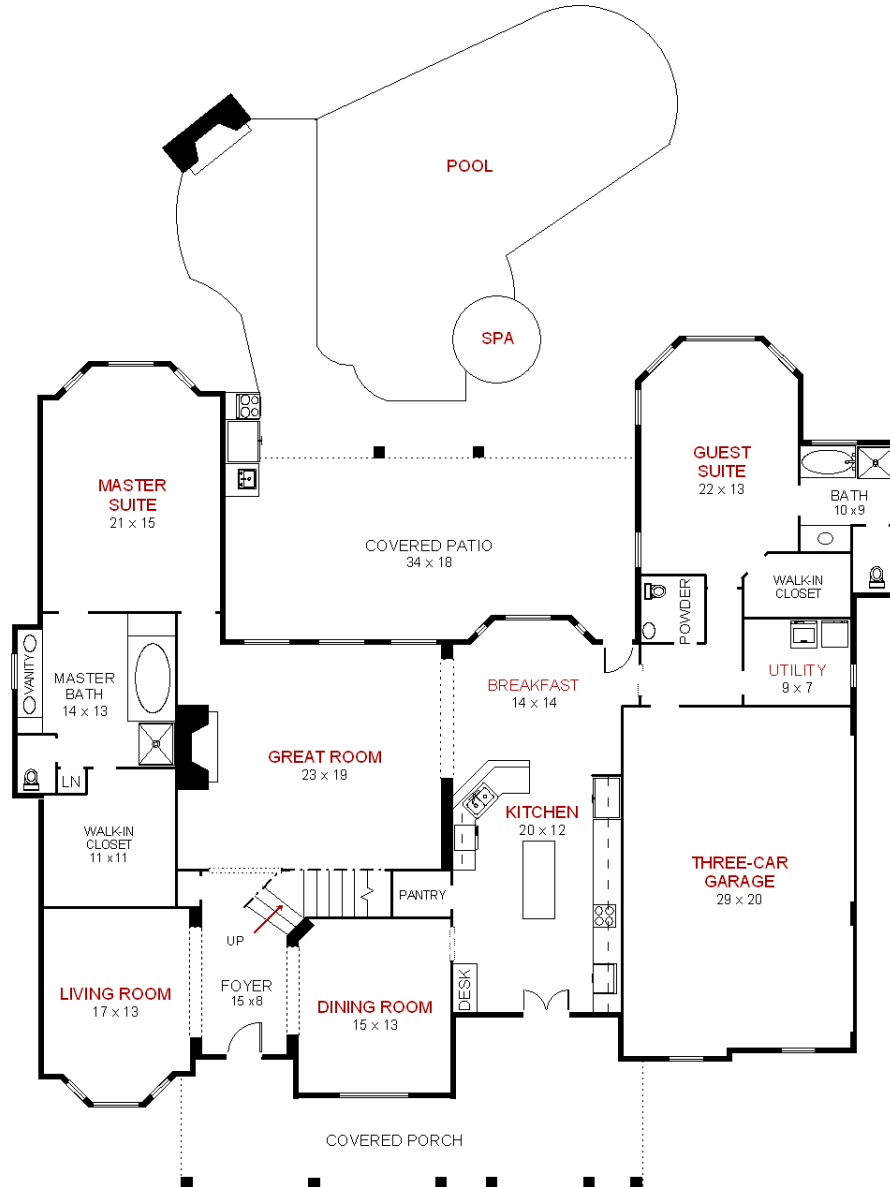 POOL
SPA
MASTER
SUITE
21 x 15
GUEST
SUITE
22 x 13
BATH
10 x 9
COVERED PATIO
34 x 18
WALK-IN
CLOSET
POWDER
UTILITY
9 x 7
VANITY
MASTER
BATH
14 x 13
BREAKFAST
14 x 14
GREAT ROOM
23 x 19
LN
WALK-IN
CLOSET
11 x 11
KITCHEN
20 x 12
THREE-CAR
GARAGE
29 x 20
PANTRY
UP
FOYER
15 x 8
LIVING ROOM
17 x 13
DINING ROOM
15 x 13
DESK
COVERED PORCH